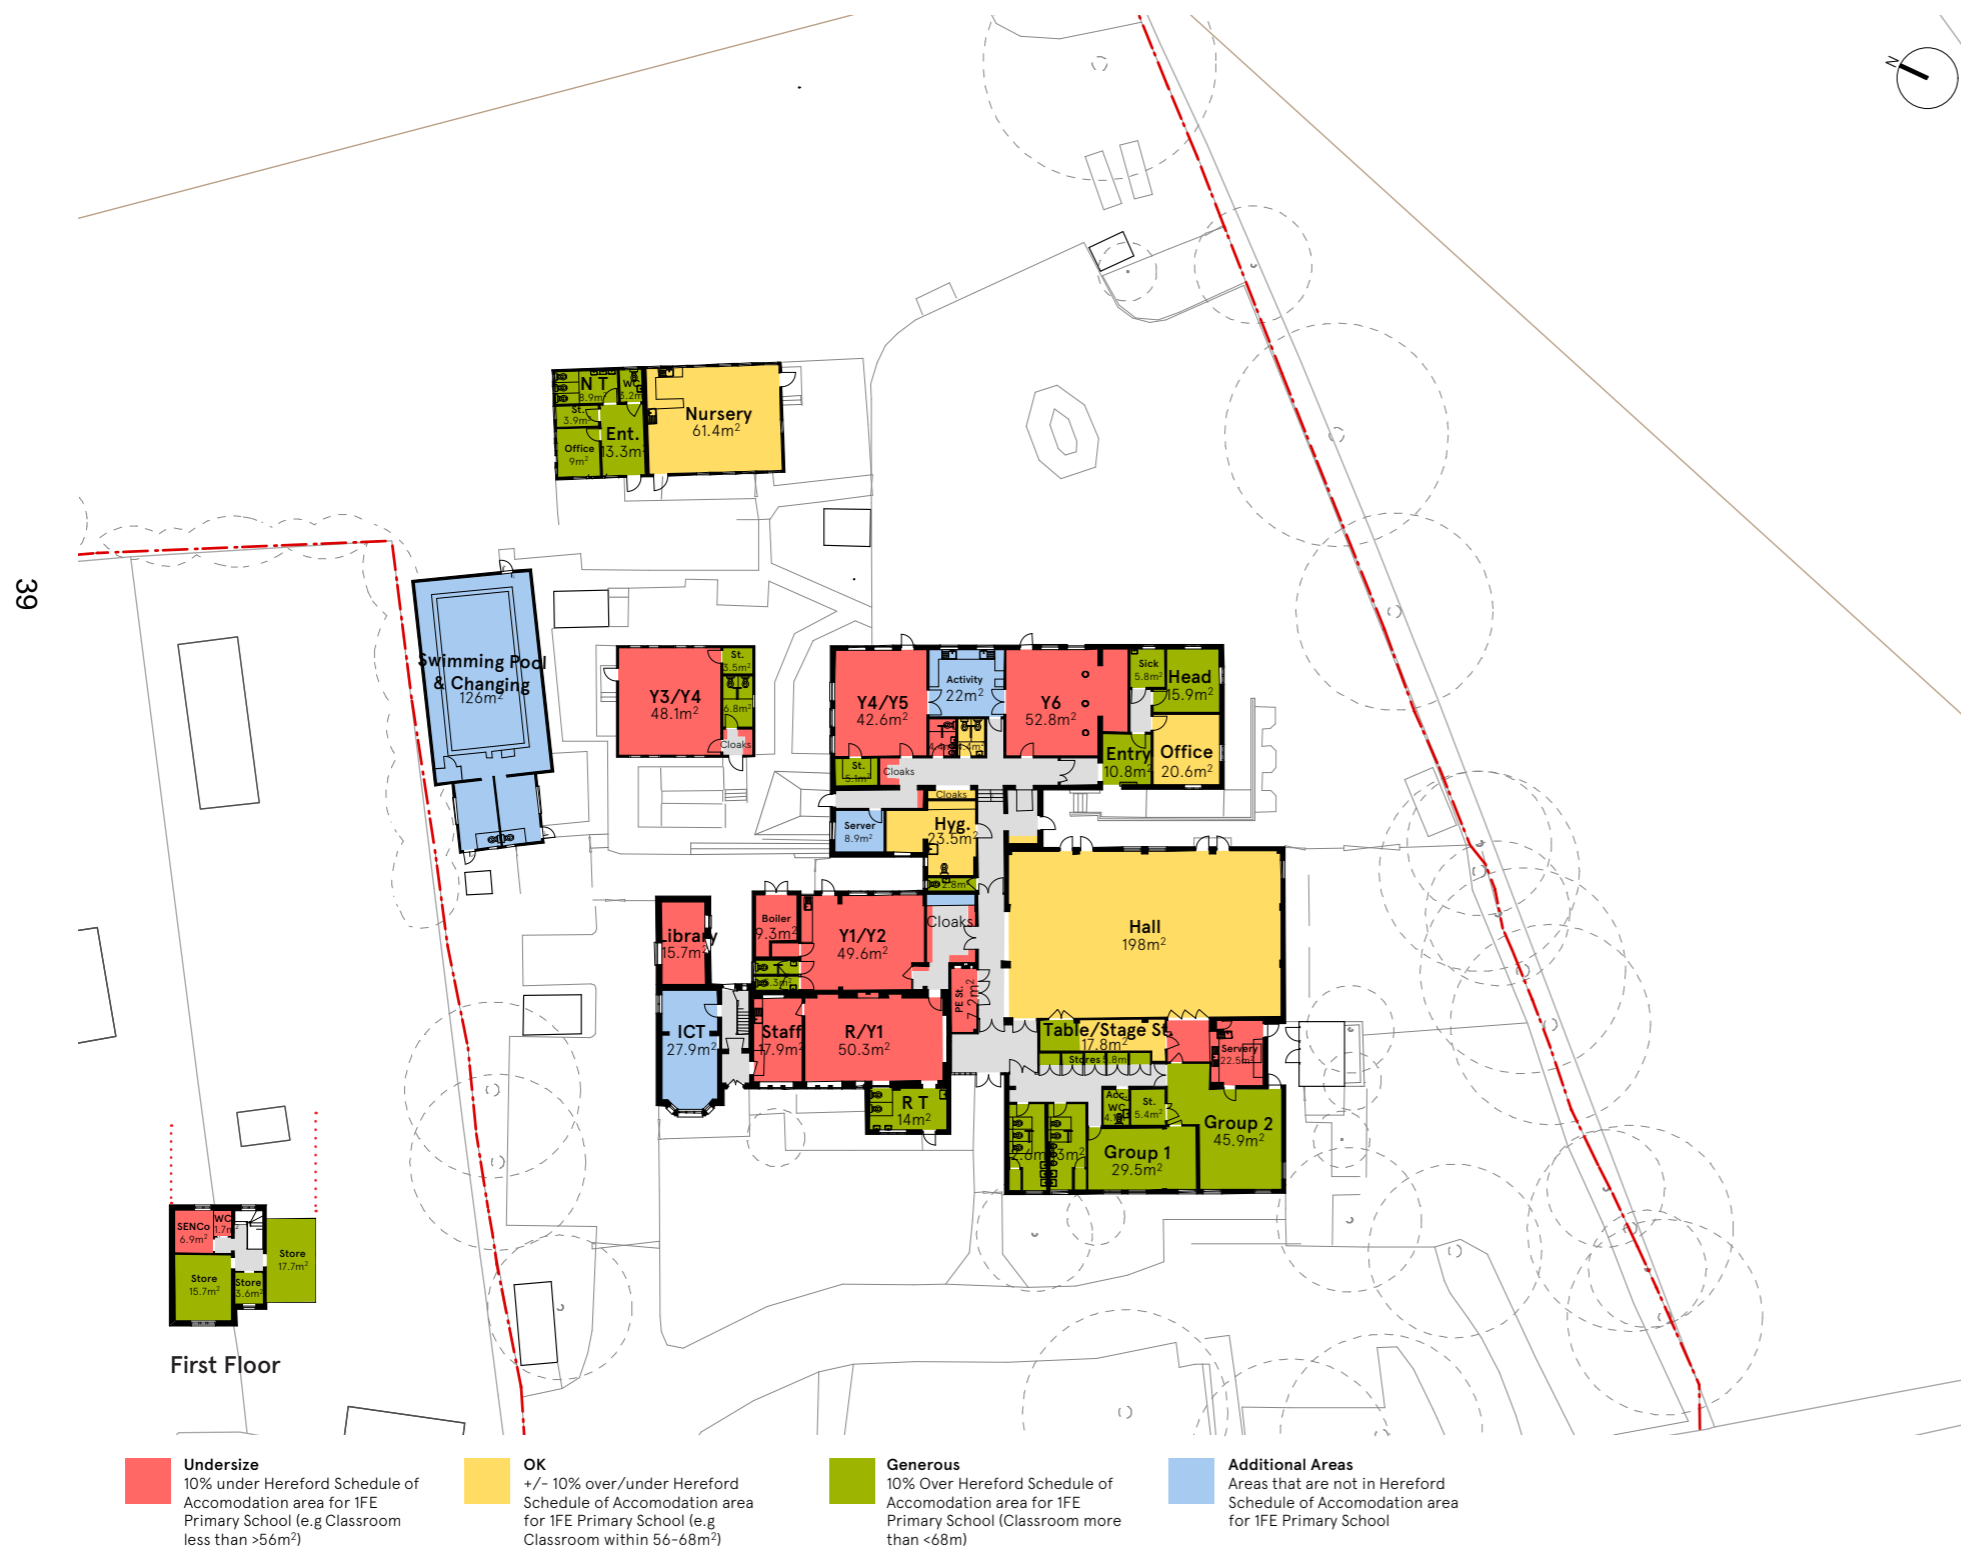 N
39
N T
8.9m²
St.
3.9m²
Office
9m²
Ent.
13.3m
Nursery
61.4m²
Swimming Pool
& Changing
126m²
Y3/Y4
48.1m²
St.
3.5m²
T
6.8m²
Cloaks
Y4/Y5
42.6m²
Activity
22m²
Y6
52.8m²
Sick
5.8m²
Head
15.9m²
Entry
10.8m²
Office
20.6m²
St.
5.1m²
Cloaks
T
T
Cloaks
Server
8.9m²
Hyg.
23.5m²
2.8m²
Library
15.7m²
Boiler
9.3m²
Y1/Y2
49.6m²
Cloaks
T
Hall
198m²
PE St.
7.2m²
ICT
27.9m²
Staff
17.9m²
R/Y1
50.3m²
R T
14m²
Table/Stage St.
17.8m²
Stores
Servery
22.5m²
Acc.
WC
St.
5.4m²
T
T
Group 1
29.5m²
Group 2
45.9m²
SENCo
6.9m²
WC
1.7m²
Store
17.7m²
Store
15.7m²
Store
3.6m²
First Floor
Undersize
10% under Hereford Schedule of
Accomodation area for 1FE
Primary School (e.g Classroom
less than >56m²)
OK
+/- 10% over/under Hereford
Schedule of Accomodation area
for 1FE Primary School (e.g
Classroom within 56-68m²)
Generous
10% Over Hereford Schedule of
Accomodation area for 1FE
Primary School (Classroom more
than <68m)
Additional Areas
Areas that are not in Hereford
Schedule of Accomodation area
for 1FE Primary School